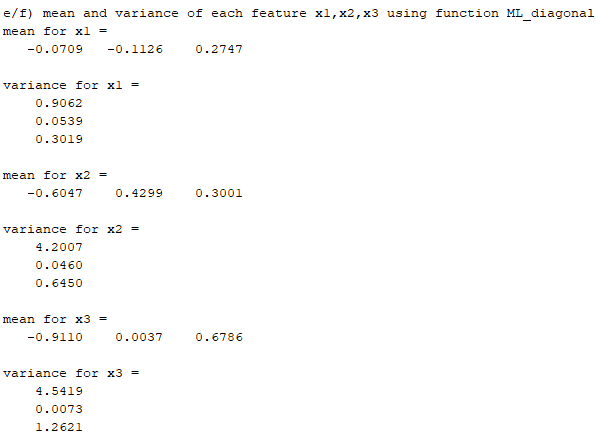 e/f) mean and variance of each feature x1,x2,x3 using function ML_diagonal
mean for x1 =
-0.0709 -0.1126 0.2747
variance for x1 =
0.9062
0.0539
0.3019
mean for x2 =
-0.6047 0.4299 0.3001
variance for x2 =
4.2007
0.0460
0.6450
mean for x3 =
-0.9110 0.0037 0.6786
variance for x3 =
4.5419
0.0073
1.2621